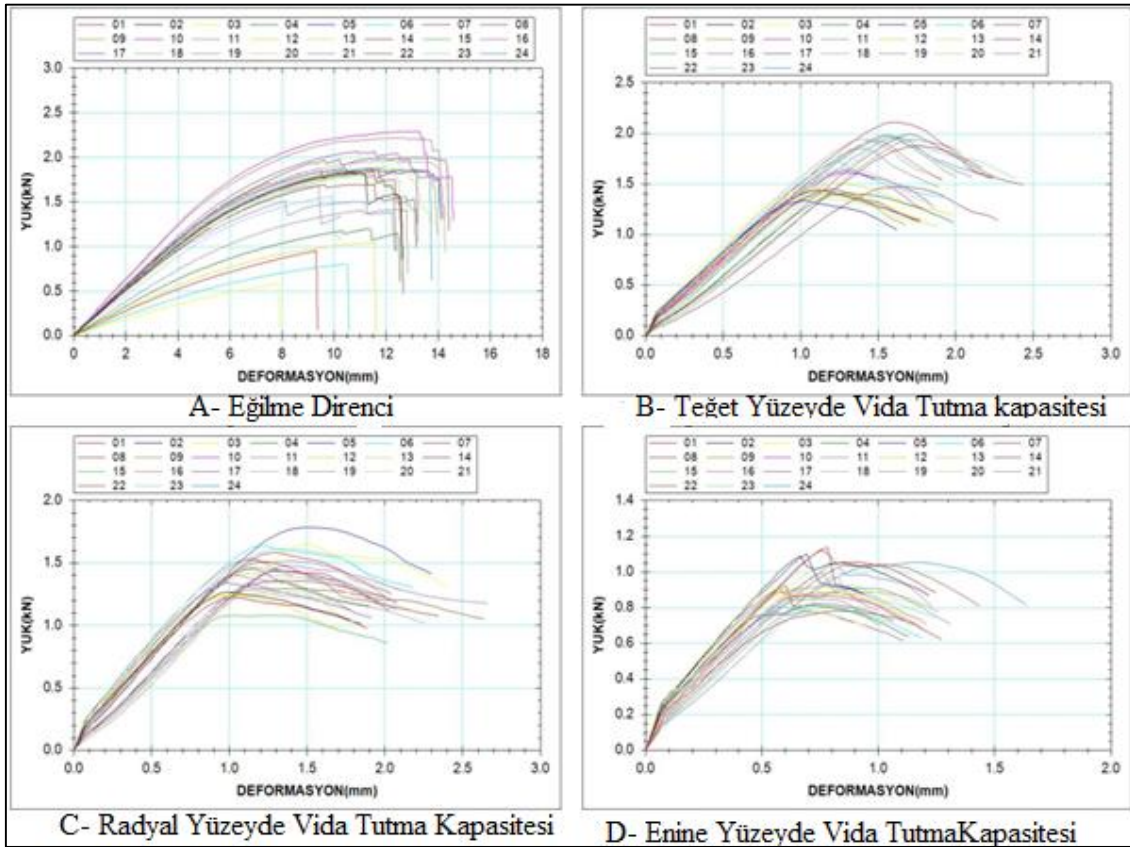 01 02 03 04 05 06 07 08
09 10 11 12 13 14 15 16
17 18 19 20 21 22 23 24
YUK(kN)
3.0
2.5
2.0
1.5
1.0
0.5
0.0
0 2 4 6 8 10 12 14 16 18
DEFORMASYON(mm)
A- Eğilme Direnci
01 02 03 04 05 06 07
08 09 10 11 12 13 14
15 16 17 18 19 20 21
22 23 24
YUK(kN)
2.5
2.0
1.5
1.0
0.5
0.0
0.0 0.5 1.0 1.5 2.0 2.5 3.0
DEFORMASYON(mm)
B- Teğet Yüzeyde Vida Tutma kapasitesi
01 02 03 04 05 06 07
08 09 10 11 12 13 14
15 16 17 18 19 20 21
22 23 24
YUK(kN)
2.0
1.5
1.0
0.5
0.0
0.0 0.5 1.0 1.5 2.0 2.5 3.0
DEFORMASYON(mm)
C- Radyal Yüzeyde Vida Tutma Kapasitesi
01 02 03 04 05 06 07
08 09 10 11 12 13 14
15 16 17 18 19 20 21
22 23 24
YUK(kN)
1.4
1.2
1.0
0.8
0.6
0.4
0.2
0.0
0.0 0.5 1.0 1.5 2.0
DEFORMASYON(mm)
D- Enine Yüzeyde Vida TutmaKapasitesi